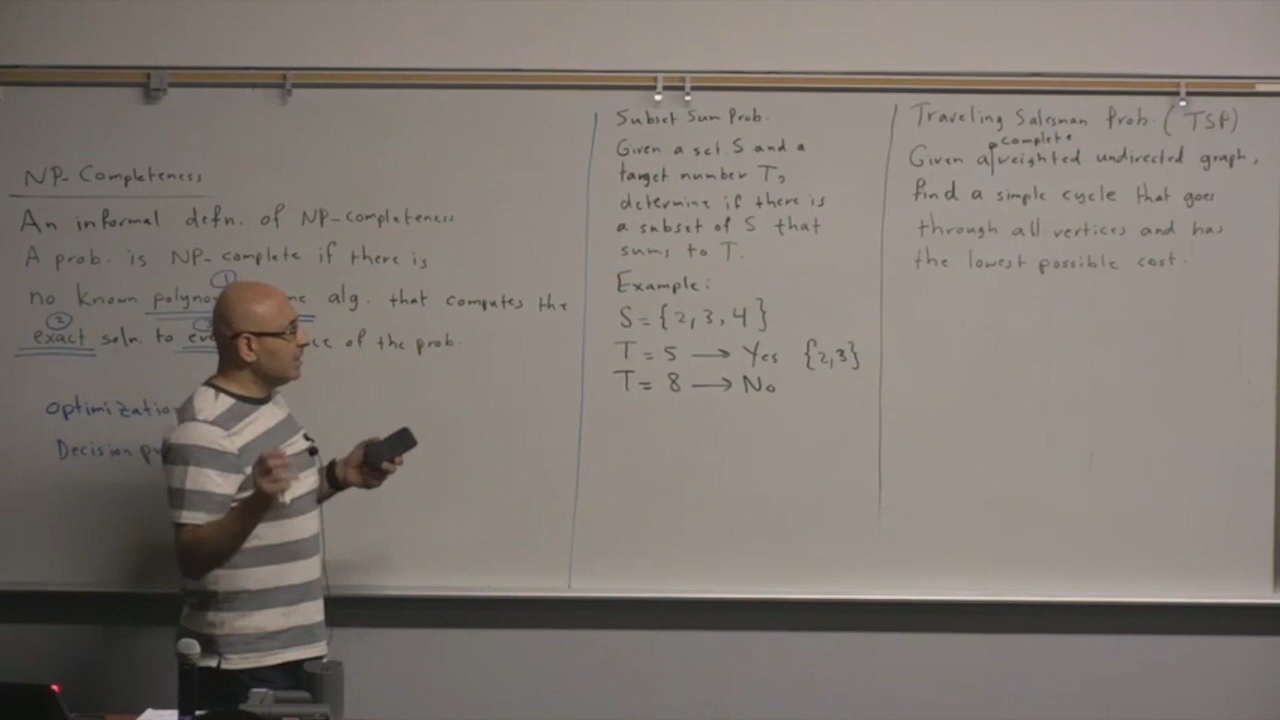 NP-Completeness
An informal defn. of NP-completeness
A prob. is NP-complete if there is
①
no known alg. that computes the
②
exact soln. to of the prob.
Optimizatio
Decision
Subset Sum Prob.
Given a set S and a
target number T,
determine if there is
a subset of S that
sums to T.
Example:
S={2,3,4}
T=5 → Yes {2,3}
T=8 → No
Traveling Salesman Prob. (TSP)
complete
Given a weighted undirected graph,
find a simple cycle that goes
through all vertices and has
the lowest possible cost.